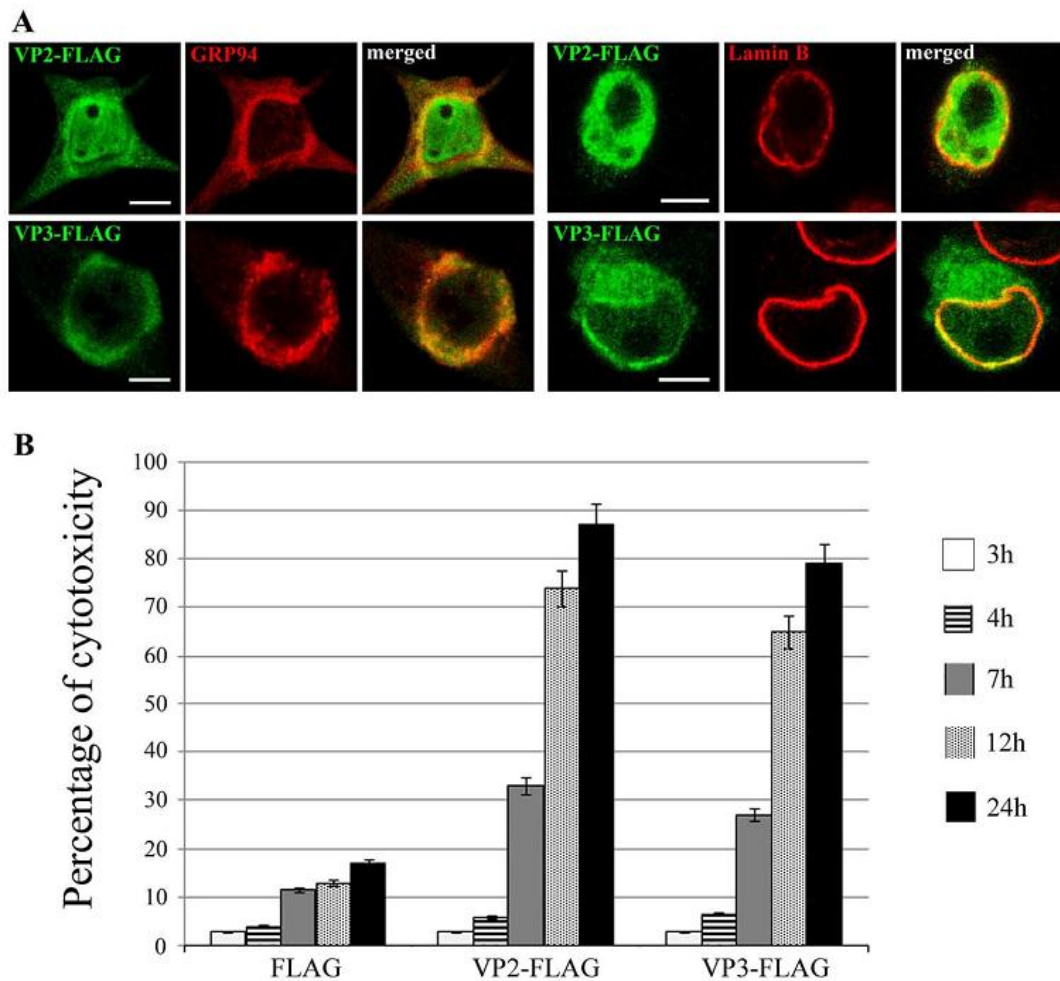 A
VP2-FLAG GRP94 merged VP2-FLAG Lamin B merged
VP3-FLAG VP3-FLAG
B
Percentage of cytotoxicity
100
90
80
70
60
50
40
30
20
10
0
FLAG VP2-FLAG VP3-FLAG
3h
4h
7h
12h
24h